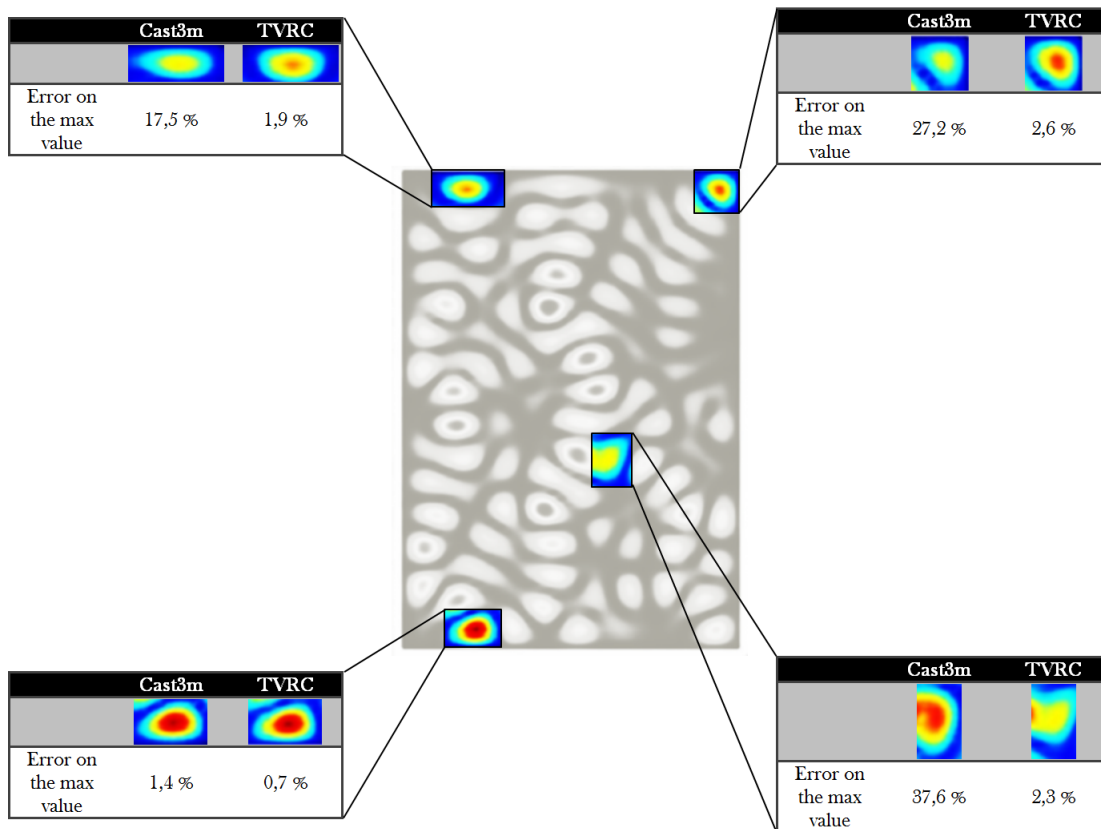 Cast3m TVRC
Error on
the max
value
17,5 % 1,9 %
Cast3m TVRC
Error on
the max
value
27,2 % 2,6 %
Cast3m TVRC
Error on
the max
value
1,4 % 0,7 %
Cast3m TVRC
Error on
the max
value
37,6 % 2,3 %